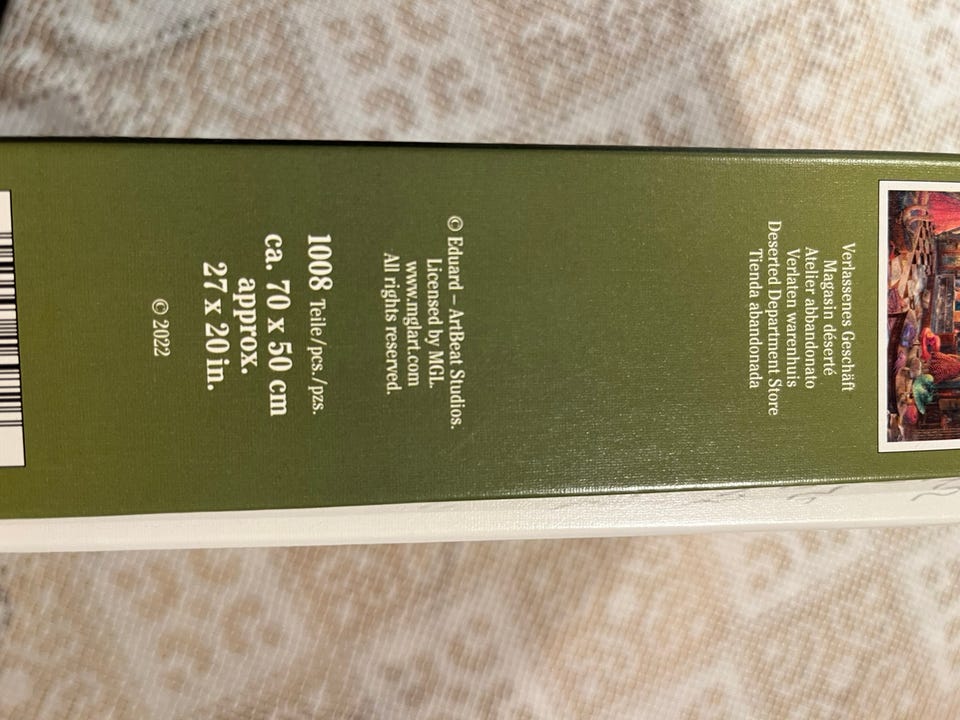 Verlassenes Geschäft
Magasin déserté
Atelier abbandonato
Verlaten warenhuis
Deserted Department Store
Tienda abandonada
© Eduard – ArtBeat Studios.
Licensed by MGL.
www.mglart.com
All rights reserved.
1008 Teile/pcs./pzs.
ca. 70 x 50 cm
approx.
27 x 20 in.
© 2022